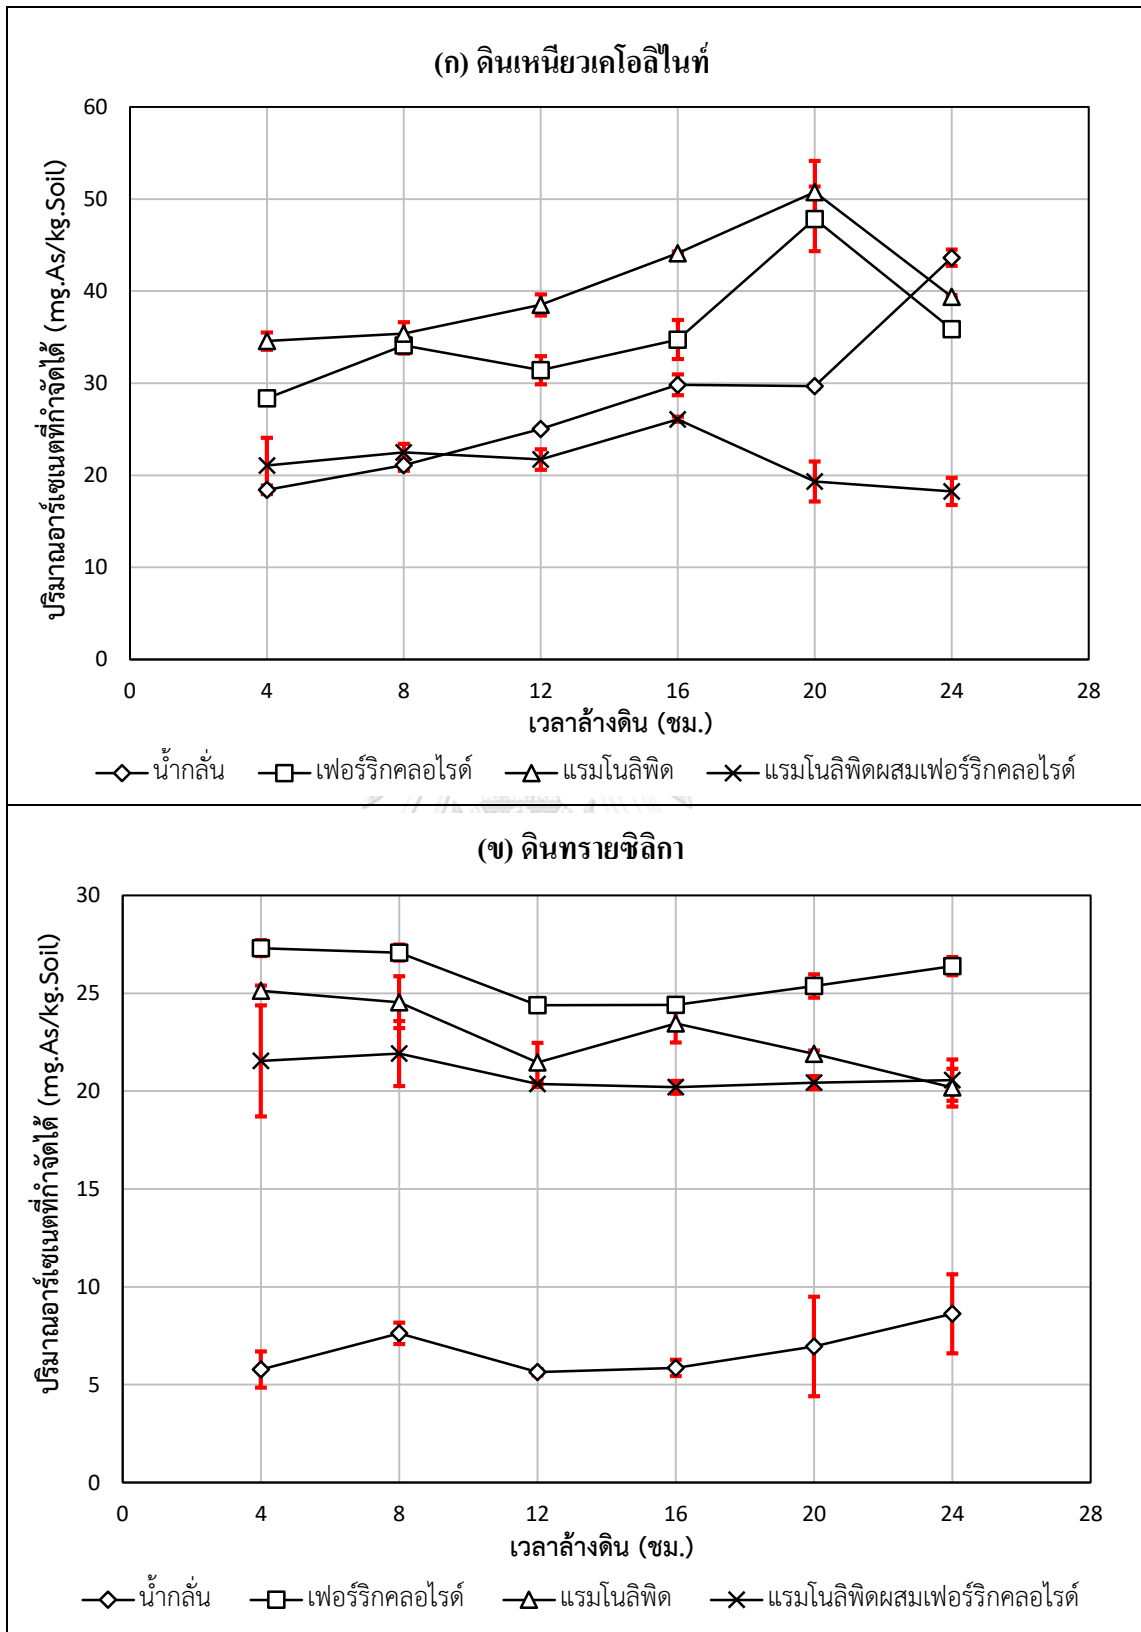 (ก) ดินเหนียวเคโอลิไนท์
ปริมาณอาร์เซเนตที่กำจัดได้ (mg.As/kg.Soil)
60
50
40
30
20
10
0
0 4 8 12 16 20 24 28
เวลาล้างดิน (ชม.)
น้ำกลั่น เฟอร์ริกคลอไรด์ แรมโนลิพิด แรมโนลิพิดผสมเฟอร์ริกคลอไรด์
(ข) ดินทรายซิลิกา
ปริมาณอาร์เซเนตที่กำจัดได้ (mg.As/kg.Soil)
30
25
20
15
10
5
0
0 4 8 12 16 20 24 28
เวลาล้างดิน (ชม.)
น้ำกลั่น เฟอร์ริกคลอไรด์ แรมโนลิพิด แรมโนลิพิดผสมเฟอร์ริกคลอไรด์